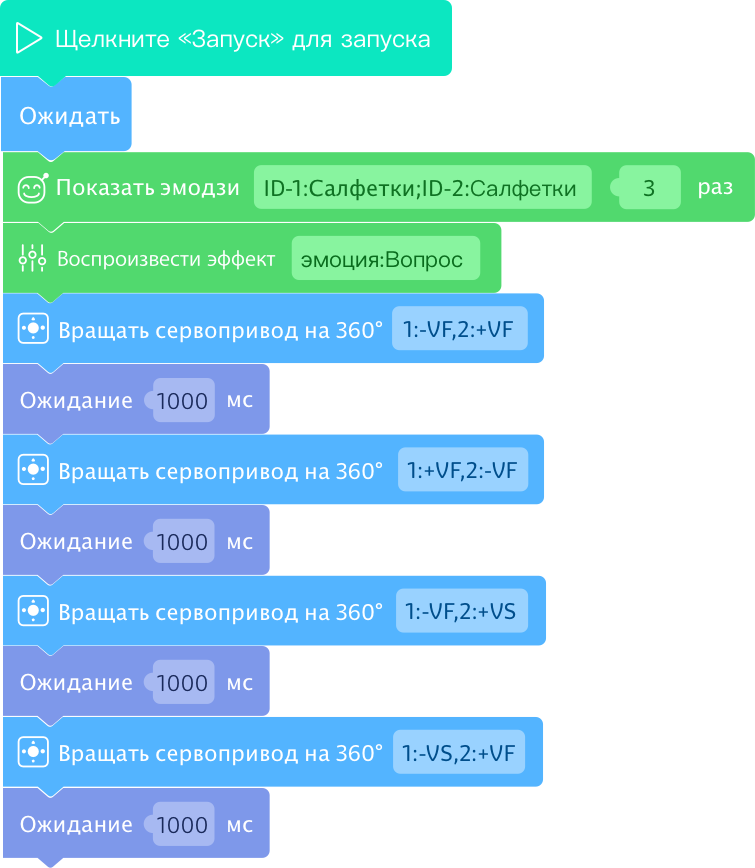 Щелкните «Запуск» для запуска
Ожидать
Показать эмодзи ID-1:Салфетки;ID-2:Салфетки 3 раз
Воспроизвести эффект эмоция:Вопрос
Вращать сервопривод на 360° 1:-VF,2:+VF
Ожидание 1000 мс
Вращать сервопривод на 360° 1:+VF,2:-VF
Ожидание 1000 мс
Вращать сервопривод на 360° 1:-VF,2:+VS
Ожидание 1000 мс
Вращать сервопривод на 360° 1:-VS,2:+VF
Ожидание 1000 мс